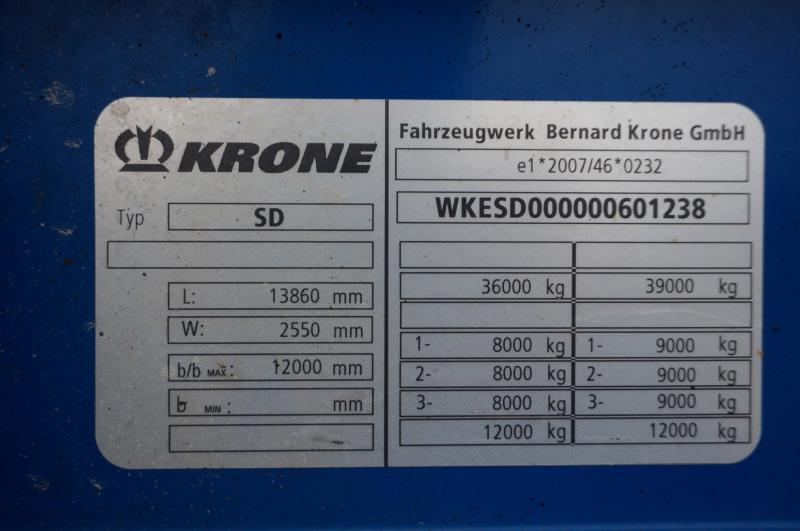 KRONE
Typ SD
L: 13860 mm
W: 2550 mm
b/b MAX: 12000 mm
b MIN: mm
Fahrzeugwerk Bernard Krone GmbH
e1*2007/46*0232
WKESD000000601238
36000 kg 39000 kg
1- 8000 kg 1- 9000 kg
2- 8000 kg 2- 9000 kg
3- 8000 kg 3- 9000 kg
12000 kg 12000 kg